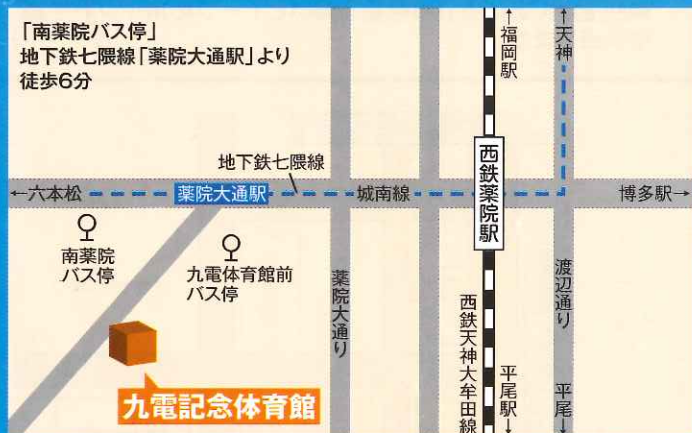 「南薬院バス停」
地下鉄七隈線「薬院大通駅」より
徒歩6分
↑福岡駅
↑天神
地下鉄七隈線
←六本松
薬院大通駅
城南線
西鉄薬院駅
博多駅→
南薬院
バス停
九電体育館前
バス停
薬院大通り
渡辺通り
西鉄天神大牟田線
平尾駅↓
平尾↓
九電記念体育館